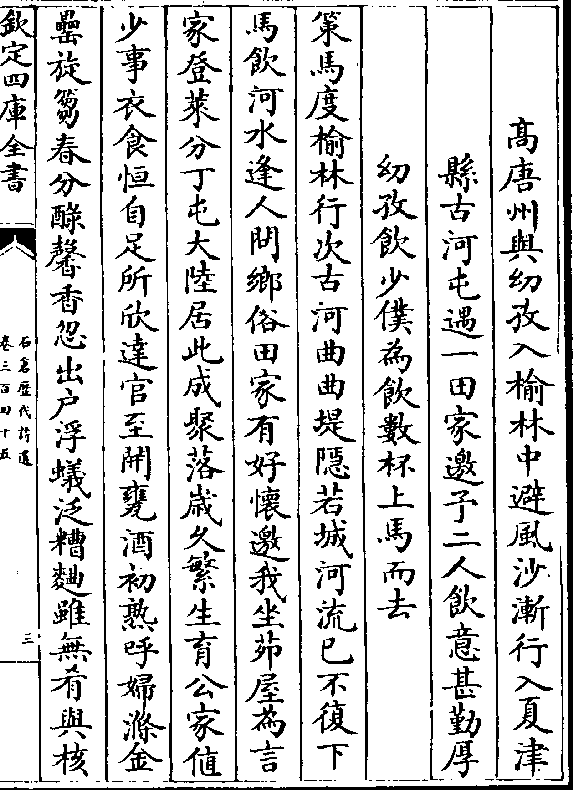 高唐州與幼孜入榆林中避風沙漸行入夏津
縣古河屯遇一田家邀予二人飲意甚勤厚
幼孜飲少僕為飲數杯上馬而去
策馬度榆林行次古河曲曲堤隱若城河流已不復下
馬飲河水逢人問鄉俗田家有好懷邀我坐茆屋為言
家登萊分丁屯大陸居此成聚落歲久繁生育公家值
少事衣食恒自足所欣達官至開甕酒初熟呼婦滌金
罍旋蒭春分醁馨香忽出户浮蟻泛糟麯雖無肴與核
欽定四庫全書
石倉歷代詩選
卷三百四十五
三